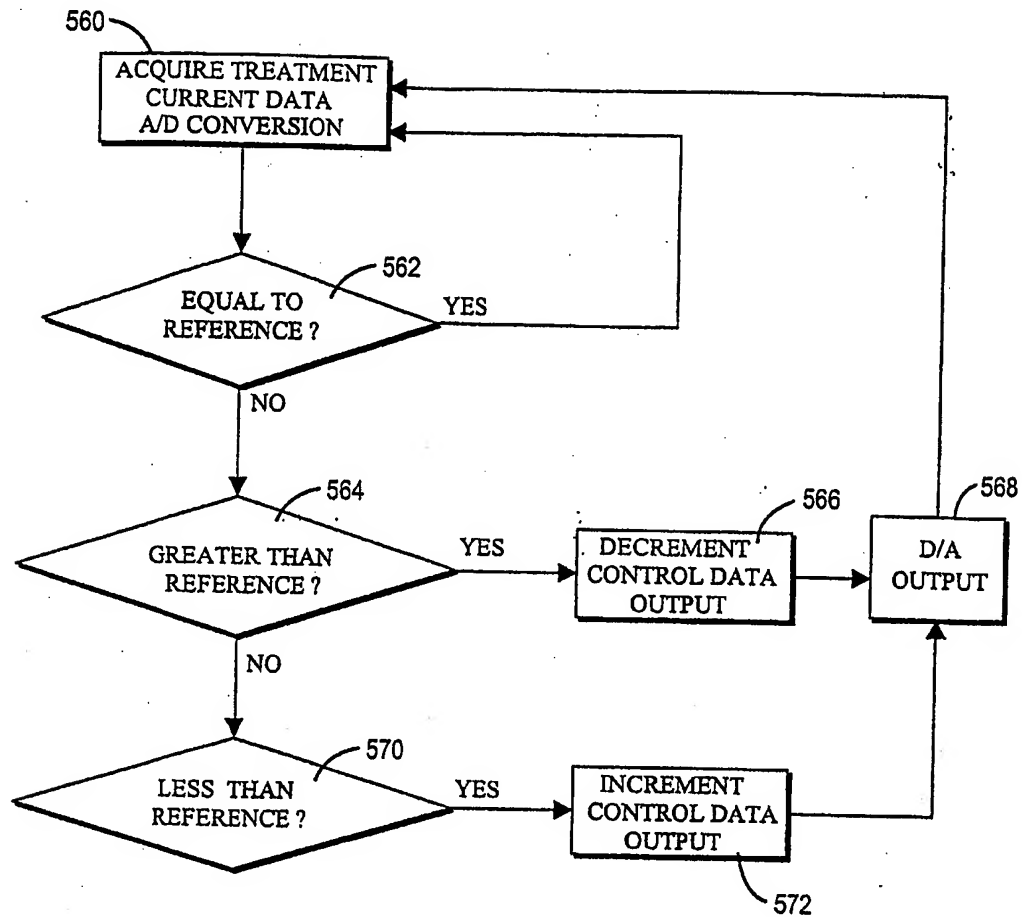 560
ACQUIRE TREATMENT
CURRENT DATA
A/D CONVERSION
562
EQUAL TO
REFERENCE ?
YES
NO
564
GREATER THAN
REFERENCE ?
YES
566
DECREMENT
CONTROL DATA
OUTPUT
568
D/A
OUTPUT
NO
570
LESS THAN
REFERENCE ?
YES
INCREMENT
CONTROL DATA
OUTPUT
572